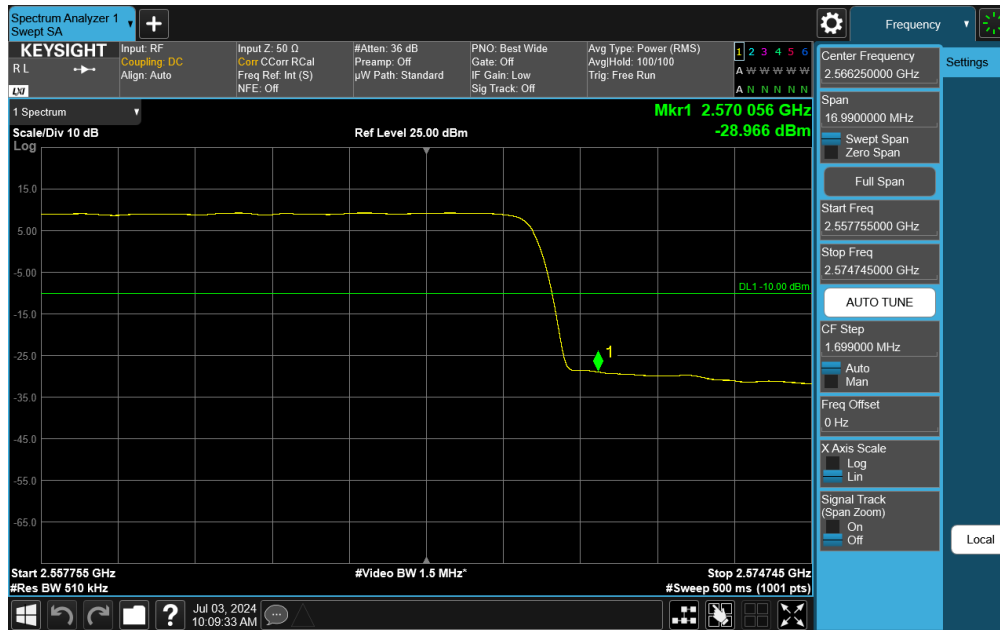 Spectrum Analyzer 1
Swept SA
Frequency
KEYSIGHT
R L
LXI
Input: RF
Coupling: DC
Align: Auto
Input Z: 50 Ω
Corr CCorr RCal
Freq Ref: Int (S)
NFE: Off
#Atten: 36 dB
Preamp: Off
µW Path: Standard
PNO: Best Wide
Gate: Off
IF Gain: Low
Sig Track: Off
Avg Type: Power (RMS)
Avg|Hold: 100/100
Trig: Free Run
1 2 3 4 5 6
A W W W W W
A N N N N N
1 Spectrum
Mkr1 2.570 056 GHz
-28.966 dBm
Scale/Div 10 dB
Ref Level 25.00 dBm
Log
15.0
5.00
-5.00
DL1 -10.00 dBm
-15.0
-25.0
1
-35.0
-45.0
-55.0
-65.0
Start 2.557755 GHz
#Video BW 1.5 MHz*
Stop 2.574745 GHz
#Res BW 510 kHz
#Sweep 500 ms (1001 pts)
Center Frequency
2.566250000 GHz
Settings
Span
16.9900000 MHz
Swept Span
Zero Span
Full Span
Start Freq
2.557755000 GHz
Stop Freq
2.574745000 GHz
AUTO TUNE
CF Step
1.699000 MHz
Auto
Man
Freq Offset
0 Hz
X Axis Scale
Log
Lin
Signal Track
(Span Zoom)
On
Off
Local
?
Jul 03, 2024
10:09:33 AM